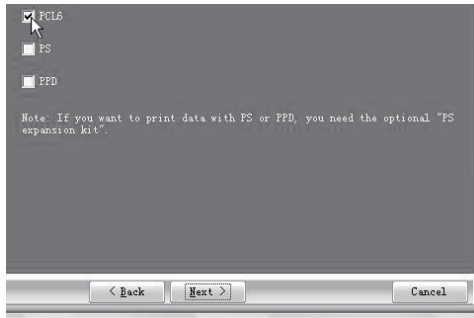 PCL6
PS
PPD
Note: If you want to print data with PS or PPD, you need the optional "PS
expansion kit".
< Back
Next >
Cancel